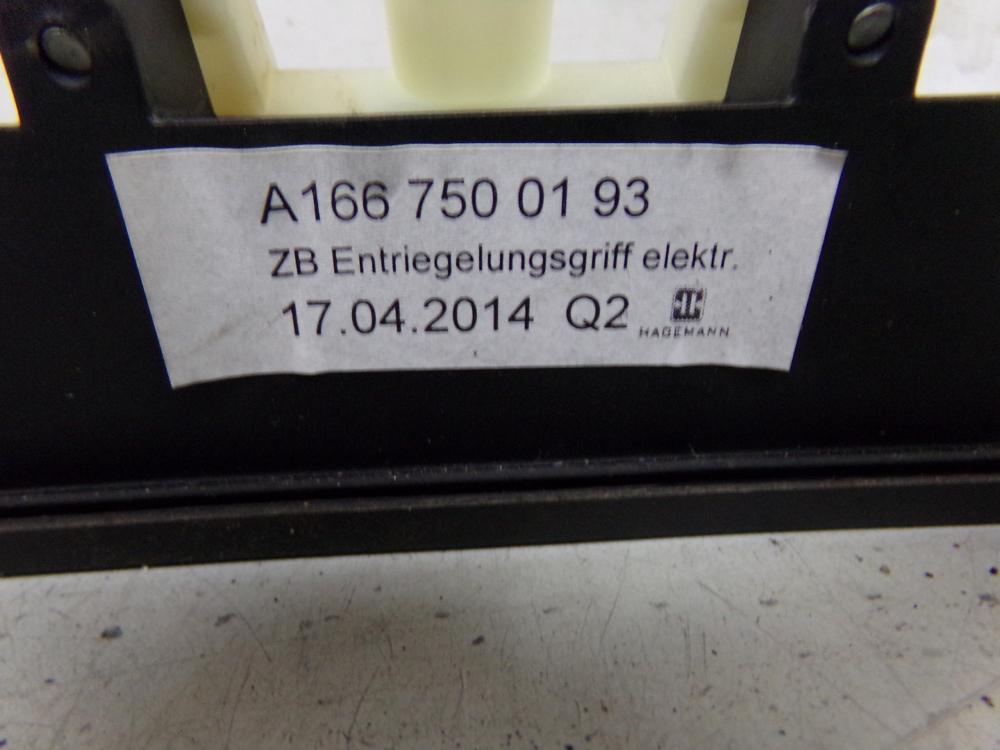 A166 750 01 93
ZB Entriegelungsgriff elektr.
17.04.2014 Q2
HAGEMANN